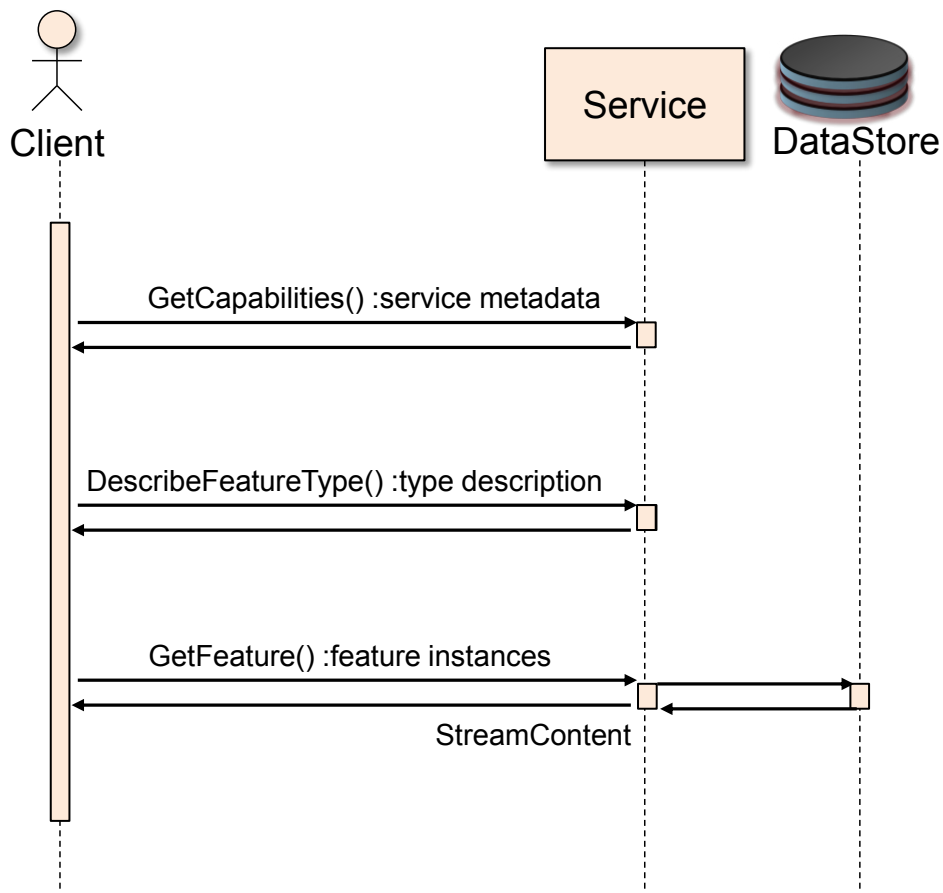 Client
Service
DataStore
GetCapabilities() :service metadata
DescribeFeatureType() :type description
GetFeature() :feature instances
StreamContent